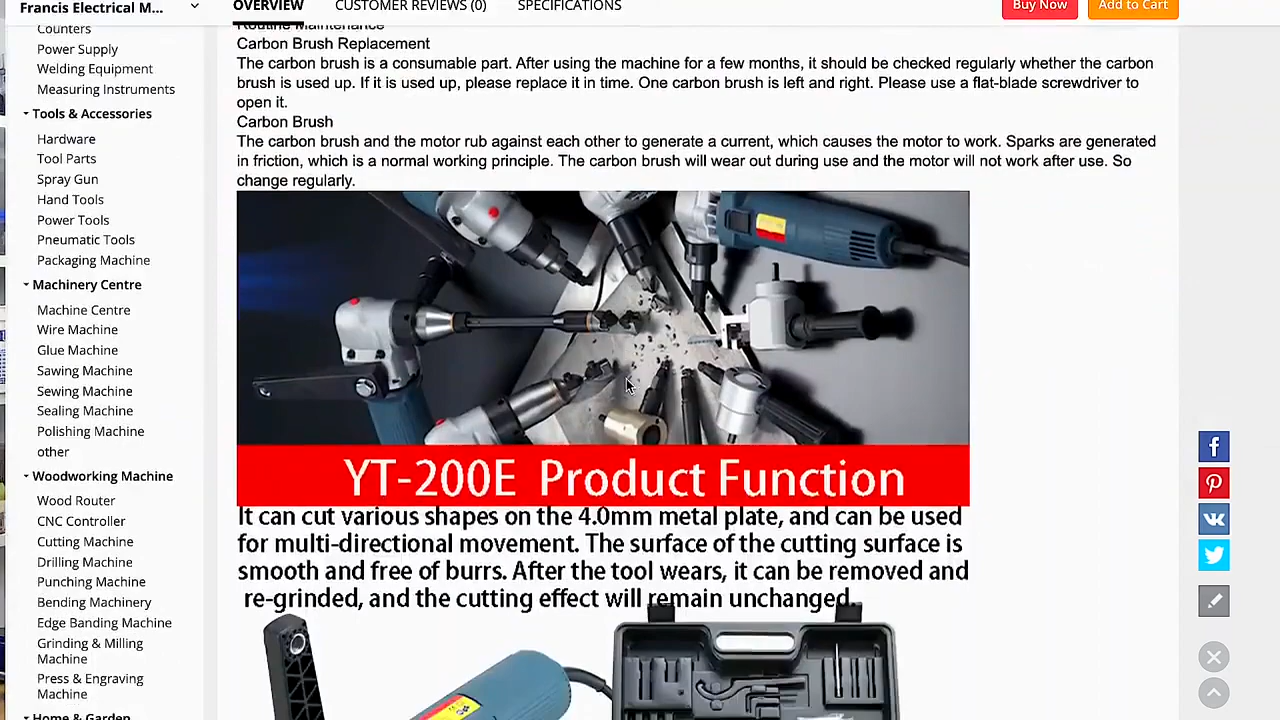 Francis Electrical M...
OVERVIEW
CUSTOMER REVIEWS (0)
SPECIFICATIONS
Buy Now
Add to Cart
Counters
Power Supply
Welding Equipment
Measuring Instruments
Tools & Accessories
Hardware
Tool Parts
Spray Gun
Hand Tools
Power Tools
Pneumatic Tools
Packaging Machine
Machinery Centre
Machine Centre
Wire Machine
Glue Machine
Sawing Machine
Sewing Machine
Sealing Machine
Polishing Machine
other
Woodworking Machine
Wood Router
CNC Controller
Cutting Machine
Drilling Machine
Punching Machine
Bending Machinery
Edge Banding Machine
Grinding & Milling
Machine
Press & Engraving
Machine
Home & Garden
Routine Maintenance
Carbon Brush Replacement
The carbon brush is a consumable part. After using the machine for a few months, it should be checked regularly whether the carbon
brush is used up. If it is used up, please replace it in time. One carbon brush is left and right. Please use a flat-blade screwdriver to
open it.
Carbon Brush
The carbon brush and the motor rub against each other to generate a current, which causes the motor to work. Sparks are generated
in friction, which is a normal working principle. The carbon brush will wear out during use and the motor will not work after use. So
change regularly.
YT-200E Product Function
It can cut various shapes on the 4.0mm metal plate, and can be used
for multi-directional movement. The surface of the cutting surface is
smooth and free of burrs. After the tool wears, it can be removed and
re-grinded, and the cutting effect will remain unchanged.